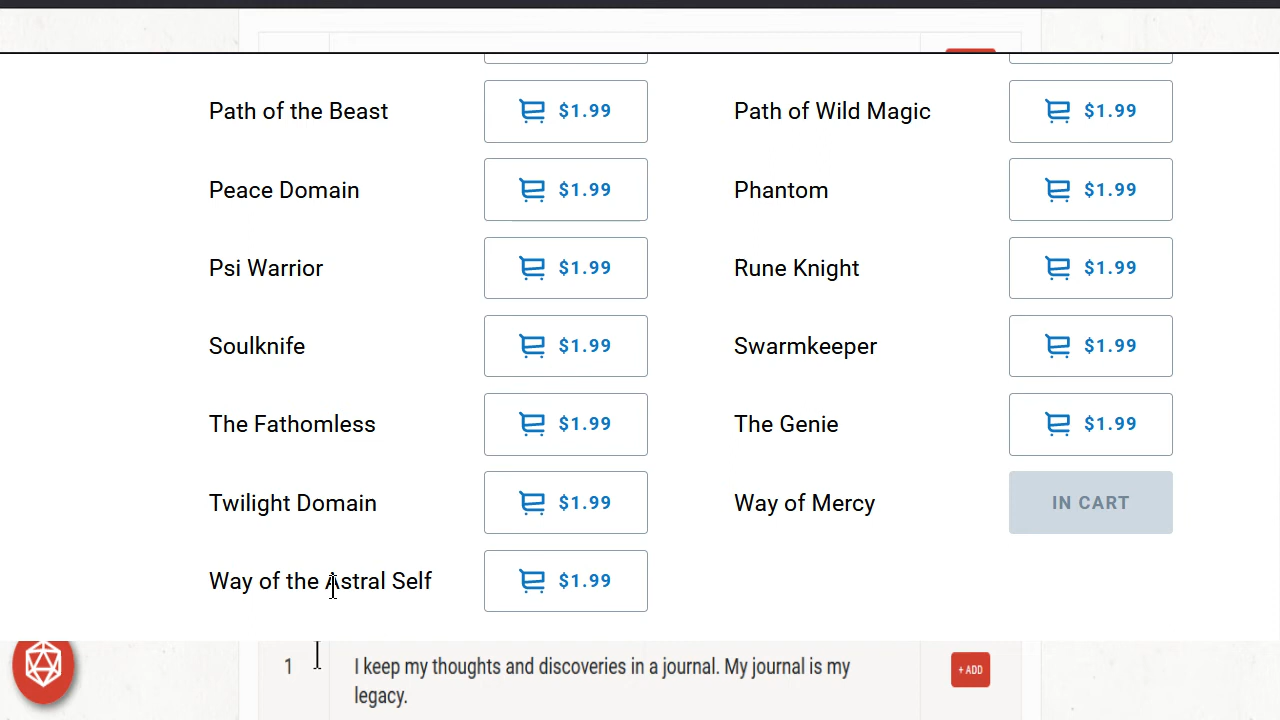 Path of the Beast $1.99 Path of Wild Magic $1.99
Peace Domain $1.99 Phantom $1.99
Psi Warrior $1.99 Rune Knight $1.99
Soulknife $1.99 Swarmkeeper $1.99
The Fathomless $1.99 The Genie $1.99
Twilight Domain $1.99 Way of Mercy IN CART
Way of the Astral Self $1.99
1 I keep my thoughts and discoveries in a journal. My journal is my + ADD
legacy.